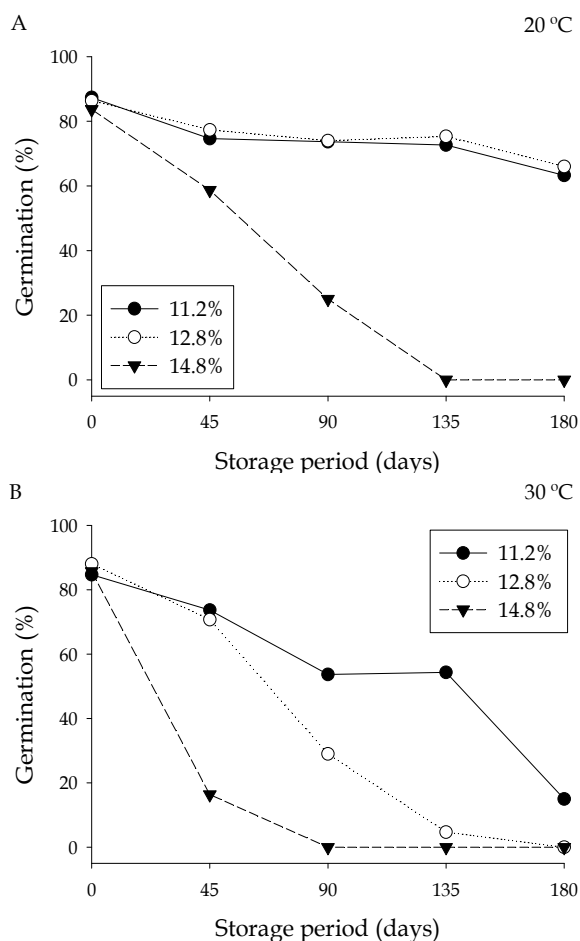 A
20 ºC
100
80
60
40
20
0
Germination (%)
11.2%
12.8%
14.8%
0 45 90 135 180
Storage period (days)
B
30 ºC
100
80
60
40
20
0
Germination (%)
11.2%
12.8%
14.8%
0 45 90 135 180
Storage period (days)